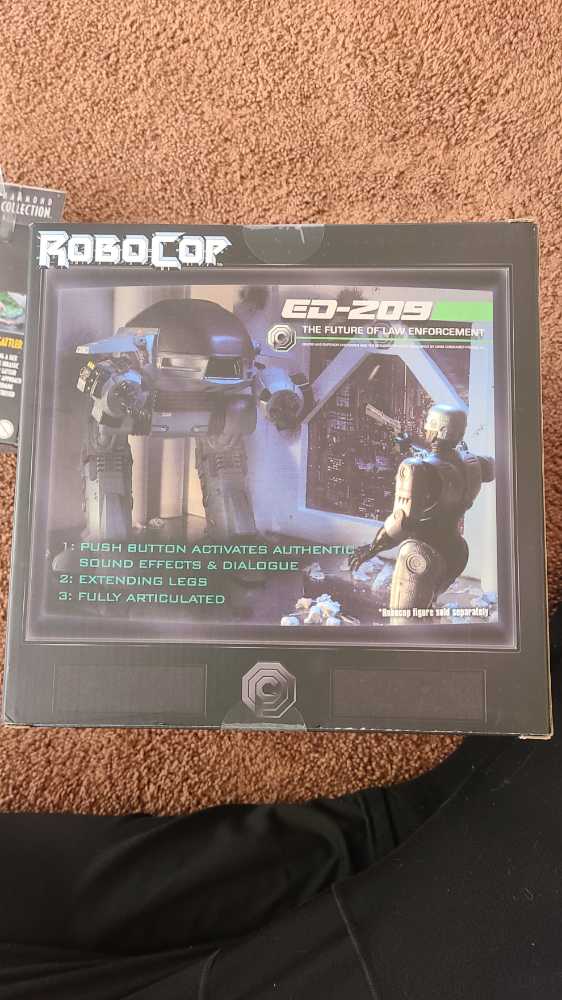 COLLECTION
ROBOCOP
ED-209
THE FUTURE OF LAW ENFORCEMENT
1: PUSH BUTTON ACTIVATES AUTHENTIC
SOUND EFFECTS & DIALOGUE
2: EXTENDING LEGS
3: FULLY ARTICULATED
*Robocop figure sold separately